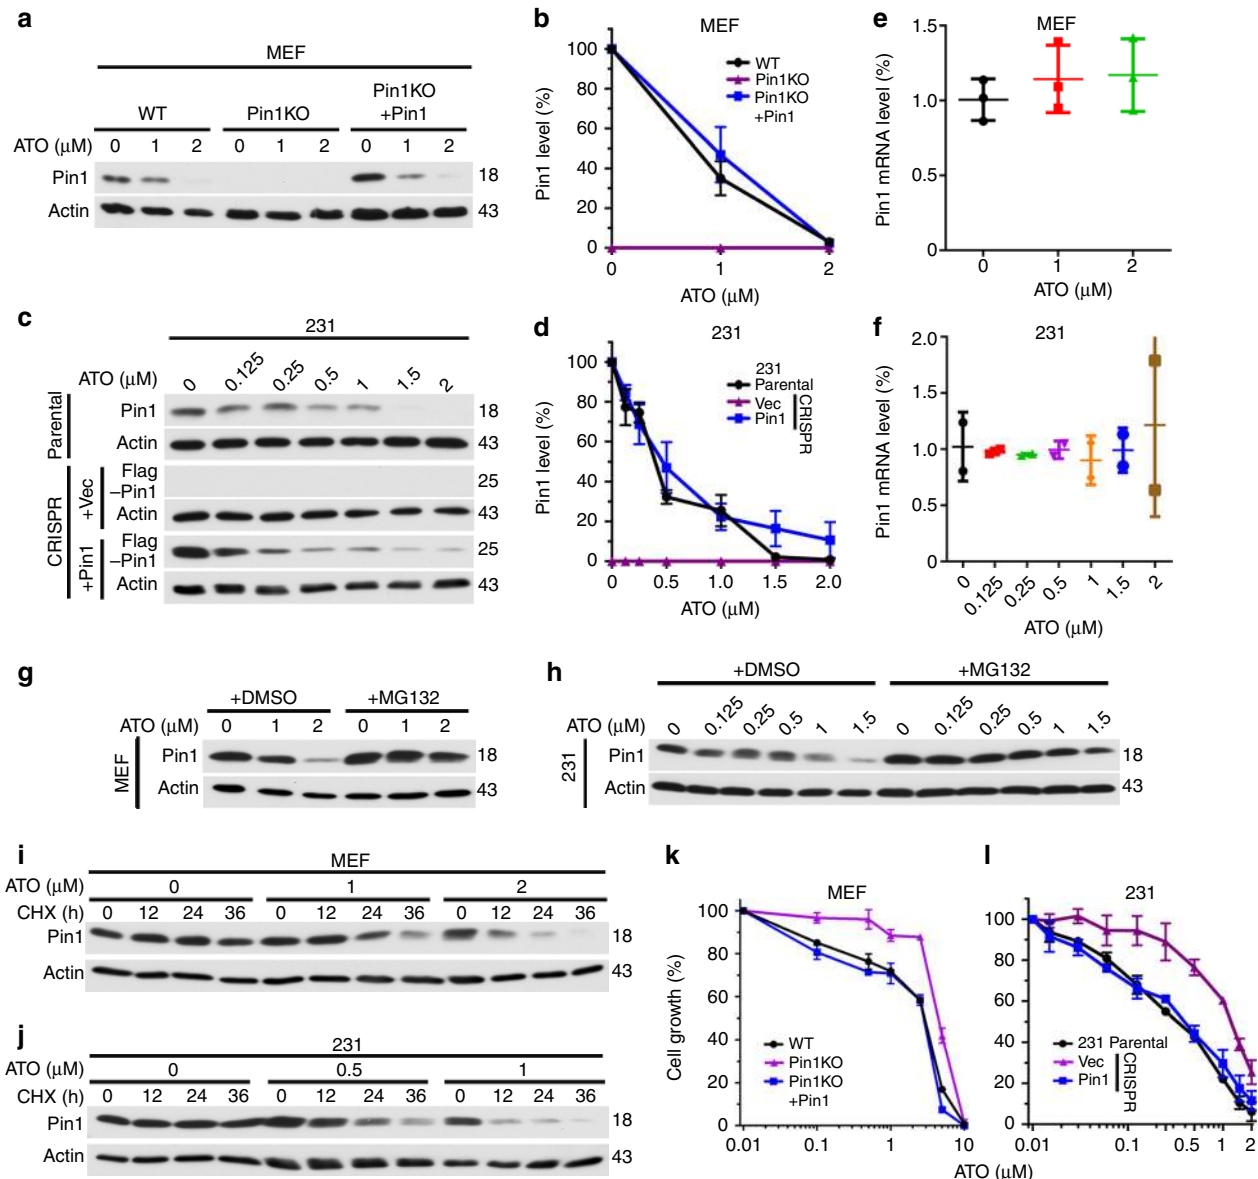 a
MEF
WT Pin1KO Pin1KO +Pin1
ATO (μM) 0 1 2 0 1 2 0 1 2
Pin1 18
Actin 43
b
MEF
Pin1 level (%)
100
80
60
40
20
0
0 1 2
ATO (μM)
WT
Pin1KO
Pin1KO
+Pin1
e
MEF
Pin1 mRNA level (%)
1.5
1.0
0.5
0
0 1 2
ATO (μM)
c
231
ATO (μM) 0 0.125 0.25 0.5 1 1.5 2
Parental
Pin1 18
Actin 43
CRISPR
+Vec
Flag
–Pin1 25
Actin 43
+Pin1
Flag
–Pin1 25
Actin 43
d
231
Pin1 level (%)
100
80
60
40
20
0
0 0.5 1.0 1.5 2.0
ATO (μM)
231
Parental
Vec
Pin1
CRISPR
f
231
Pin1 mRNA level (%)
2.0
1.5
1.0
0.5
0
0 0.125 0.25 0.5 1 1.5 2
ATO (μM)
g
+DMSO +MG132
ATO (μM) 0 1 2 0 1 2
MEF
Pin1 18
Actin 43
h
+DMSO +MG132
ATO (μM) 0 0.125 0.25 0.5 1 1.5 0 0.125 0.25 0.5 1 1.5
231
Pin1 18
Actin 43
i
MEF
ATO (μM) 0 1 2
CHX (h) 0 12 24 36 0 12 24 36 0 12 24 36
Pin1 18
Actin 43
j
231
ATO (μM) 0 0.5 1
CHX (h) 0 12 24 36 0 12 24 36 0 12 24 36
Pin1 18
Actin 43
k
MEF
Cell growth (%)
100
80
60
40
20
0
0.01 0.1 1 10
WT
Pin1KO
Pin1KO
+Pin1
l
231
100
80
60
40
20
0
0.01 0.1 0.5 1 2
231 Parental
Vec
Pin1
CRISPR
ATO (μM)